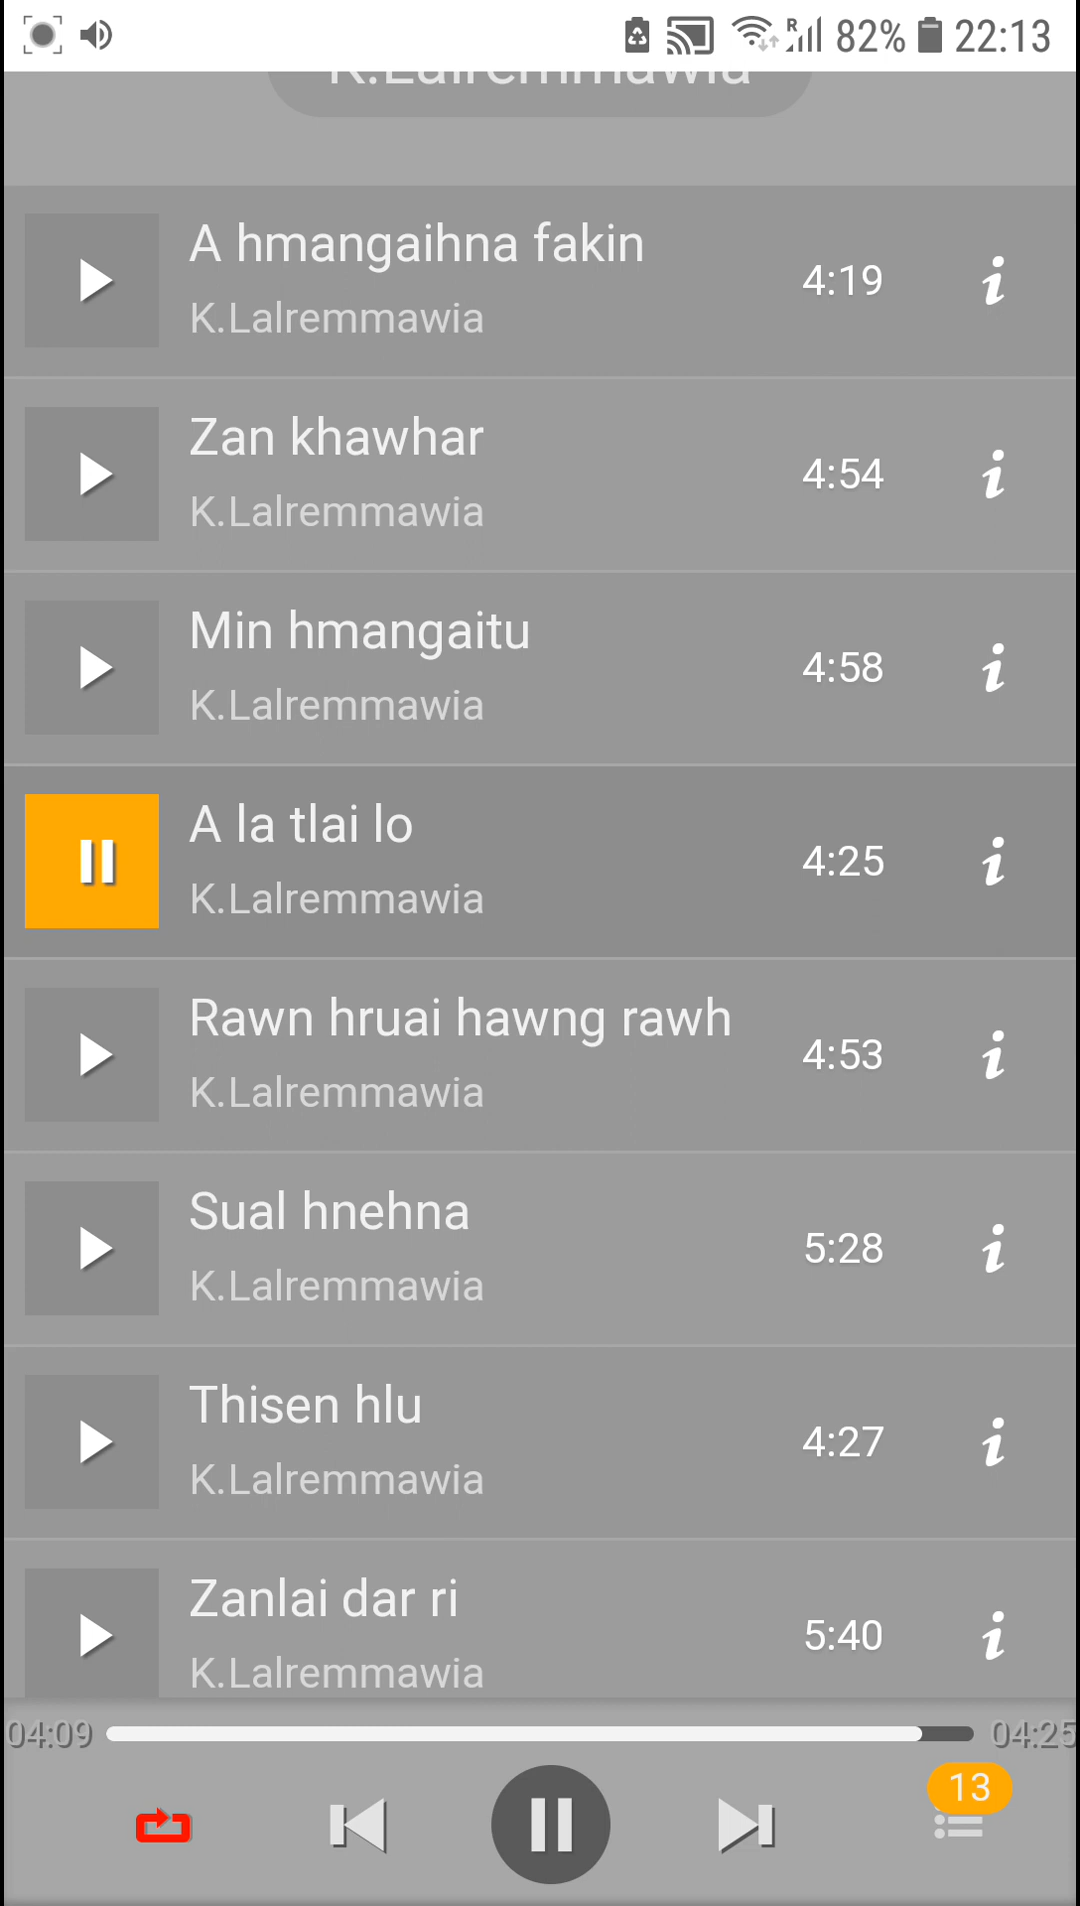 R 82% 22:13
K.Lalremmawia
A hmangaihna fakin
K.Lalremmawia
4:19
Zan khawhar
K.Lalremmawia
4:54
Min hmangaitu
K.Lalremmawia
4:58
A la tlai lo
K.Lalremmawia
4:25
Rawn hruai hawng rawh
K.Lalremmawia
4:53
Sual hnehna
K.Lalremmawia
5:28
Thisen hlu
K.Lalremmawia
4:27
Zanlai dar ri
K.Lalremmawia
5:40
04:09 04:25
13